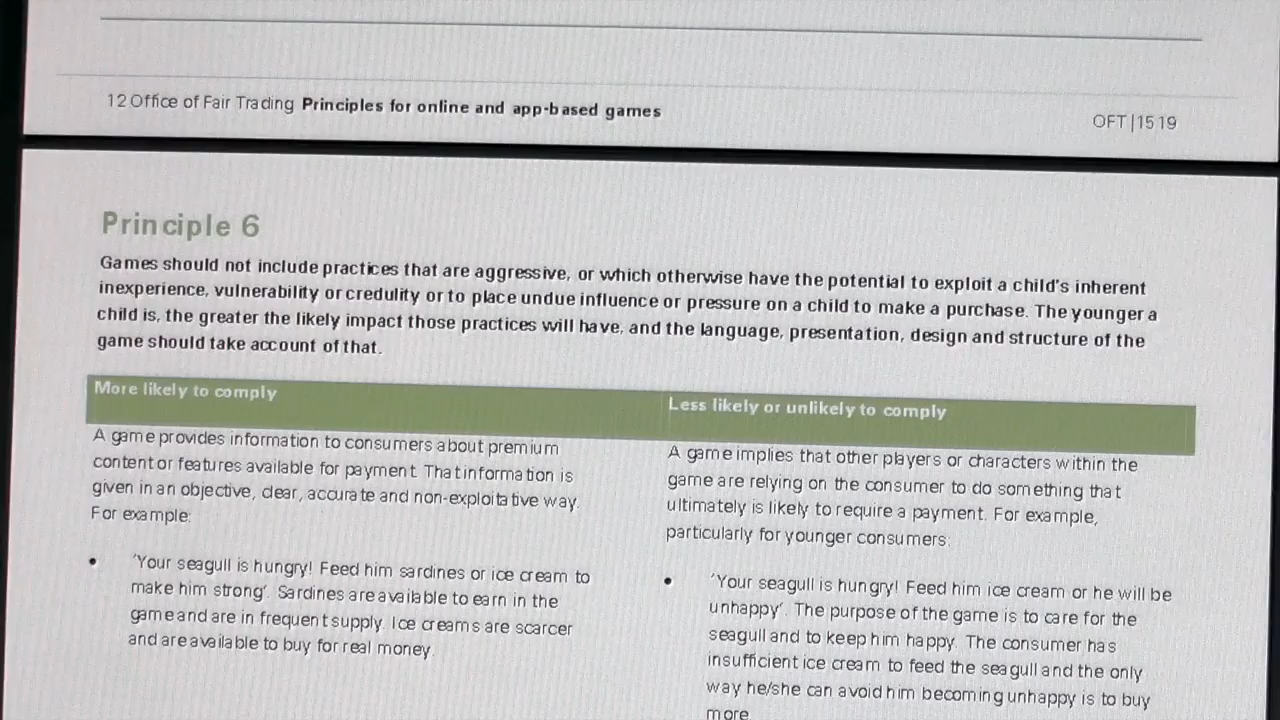 12 Office of Fair Trading Principles for online and app-based games
OFT|1519
Principle 6
Games should not include practices that are aggressive, or which otherwise have the potential to exploit a child's inherent
inexperience, vulnerability or credulity or to place undue influence or pressure on a child to make a purchase. The younger a
child is, the greater the likely impact those practices will have, and the language, presentation, design and structure of the
game should take account of that.
More likely to comply
A game provides information to consumers about premium
content or features available for payment. That information is
given in an objective, clear, accurate and non-exploitative way.
For example:
• 'Your seagull is hungry! Feed him sardines or ice cream to
make him strong'. Sardines are available to earn in the
game and are in frequent supply. Ice creams are scarcer
and are available to buy for real money.
Less likely or unlikely to comply
A game implies that other players or characters within the
game are relying on the consumer to do something that
ultimately is likely to require a payment. For example,
particularly for younger consumers:
• 'Your seagull is hungry! Feed him ice cream or he will be
unhappy'. The purpose of the game is to care for the
seagull and to keep him happy. The consumer has
insufficient ice cream to feed the seagull and the only
way he/she can avoid him becoming unhappy is to buy
more